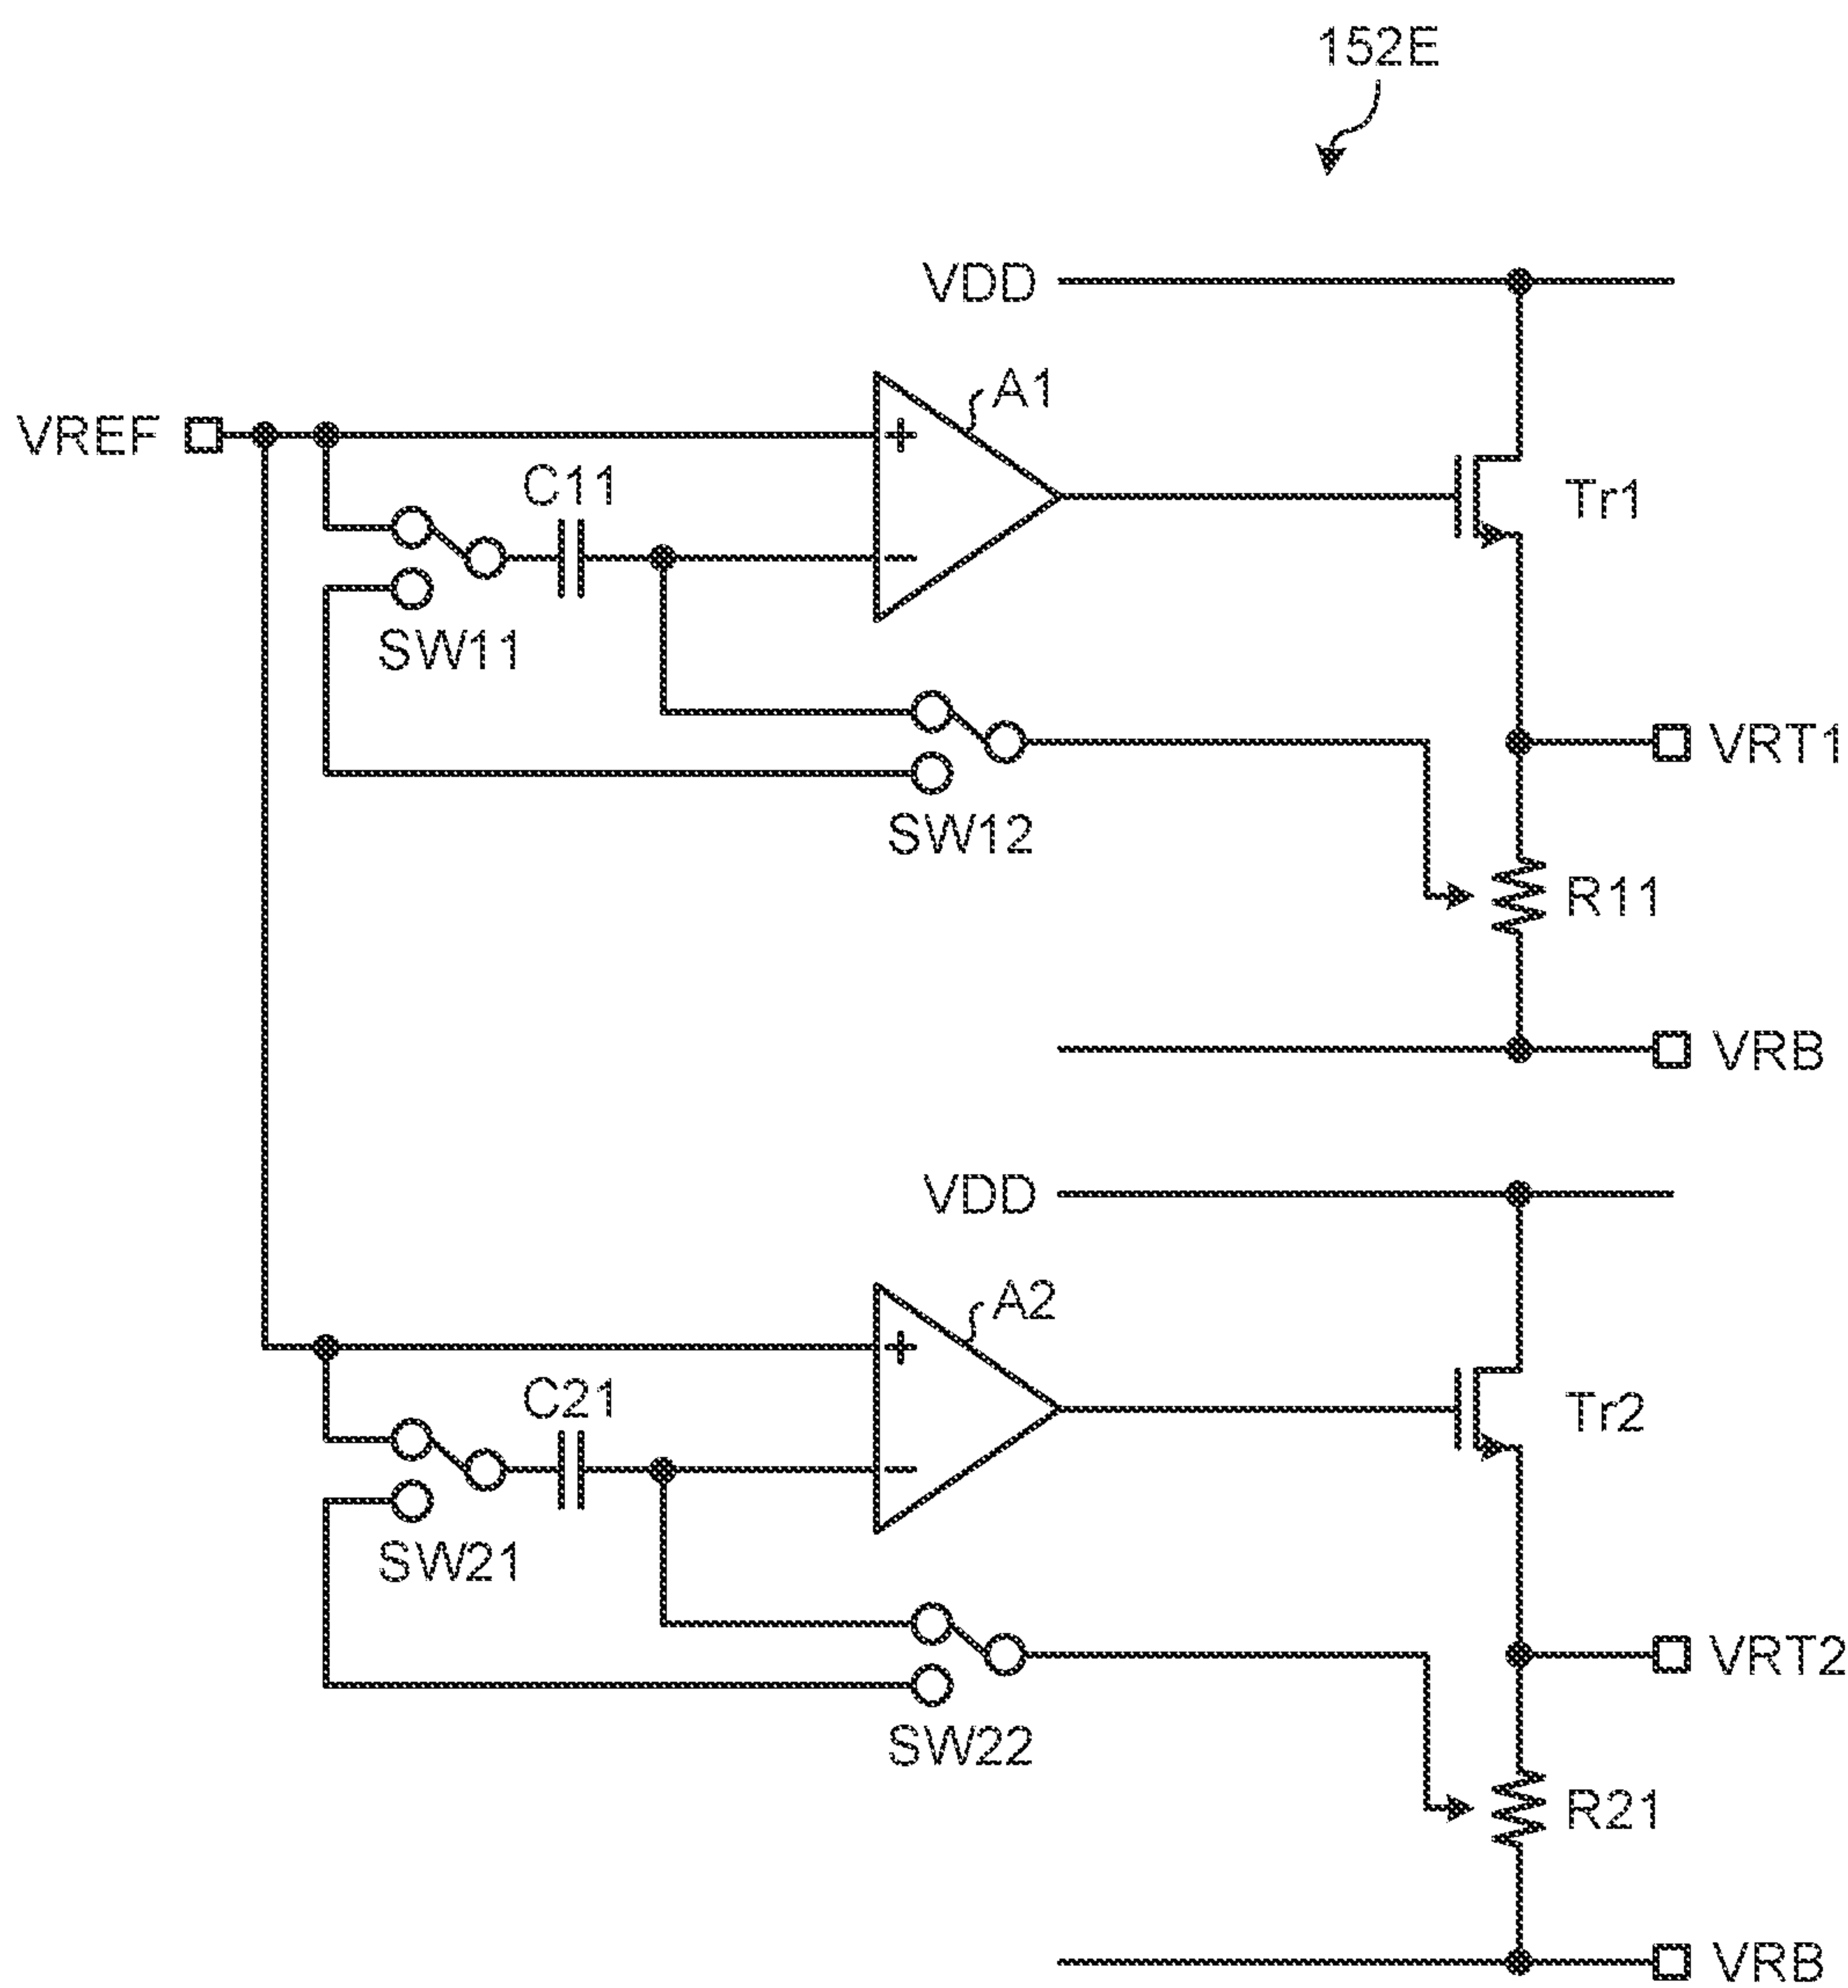 152E
VDD
A1
VREF
+
C11
Tr1
−
SW11
VRT1
SW12
R11
VRB
VDD
A2
+
C21
Tr2
−
SW21
VRT2
SW22
R21
VRB